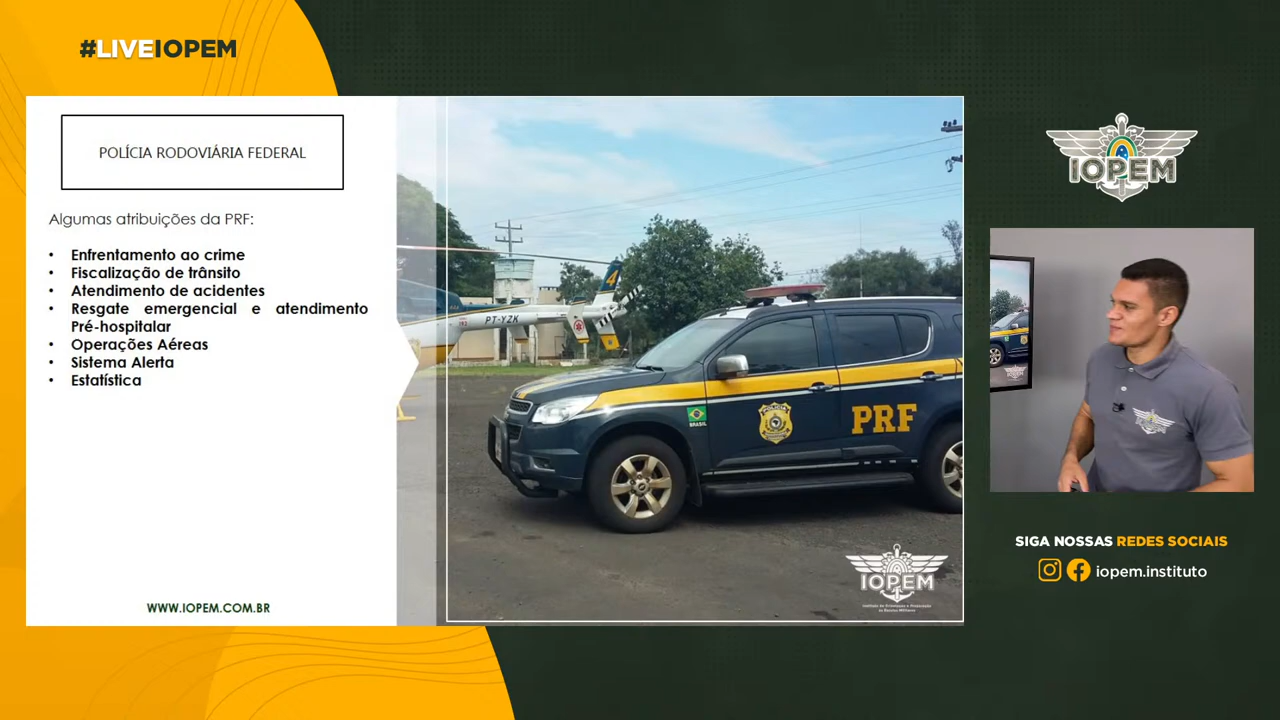 #LIVEIOPEM
POLÍCIA RODOVIÁRIA FEDERAL
Algumas atribuições da PRF:
• Enfrentamento ao crime
• Fiscalização de trânsito
• Atendimento de acidentes
• Resgate emergencial e atendimento
Pré-hospitalar
• Operações Aéreas
• Sistema Alerta
• Estatística
WWW.IOPEM.COM.BR
PT-YZK
BRASIL
POLÍCIA
PRF
IOPEM
IOPEM
SIGA NOSSAS REDES SOCIAIS
iopem.instituto